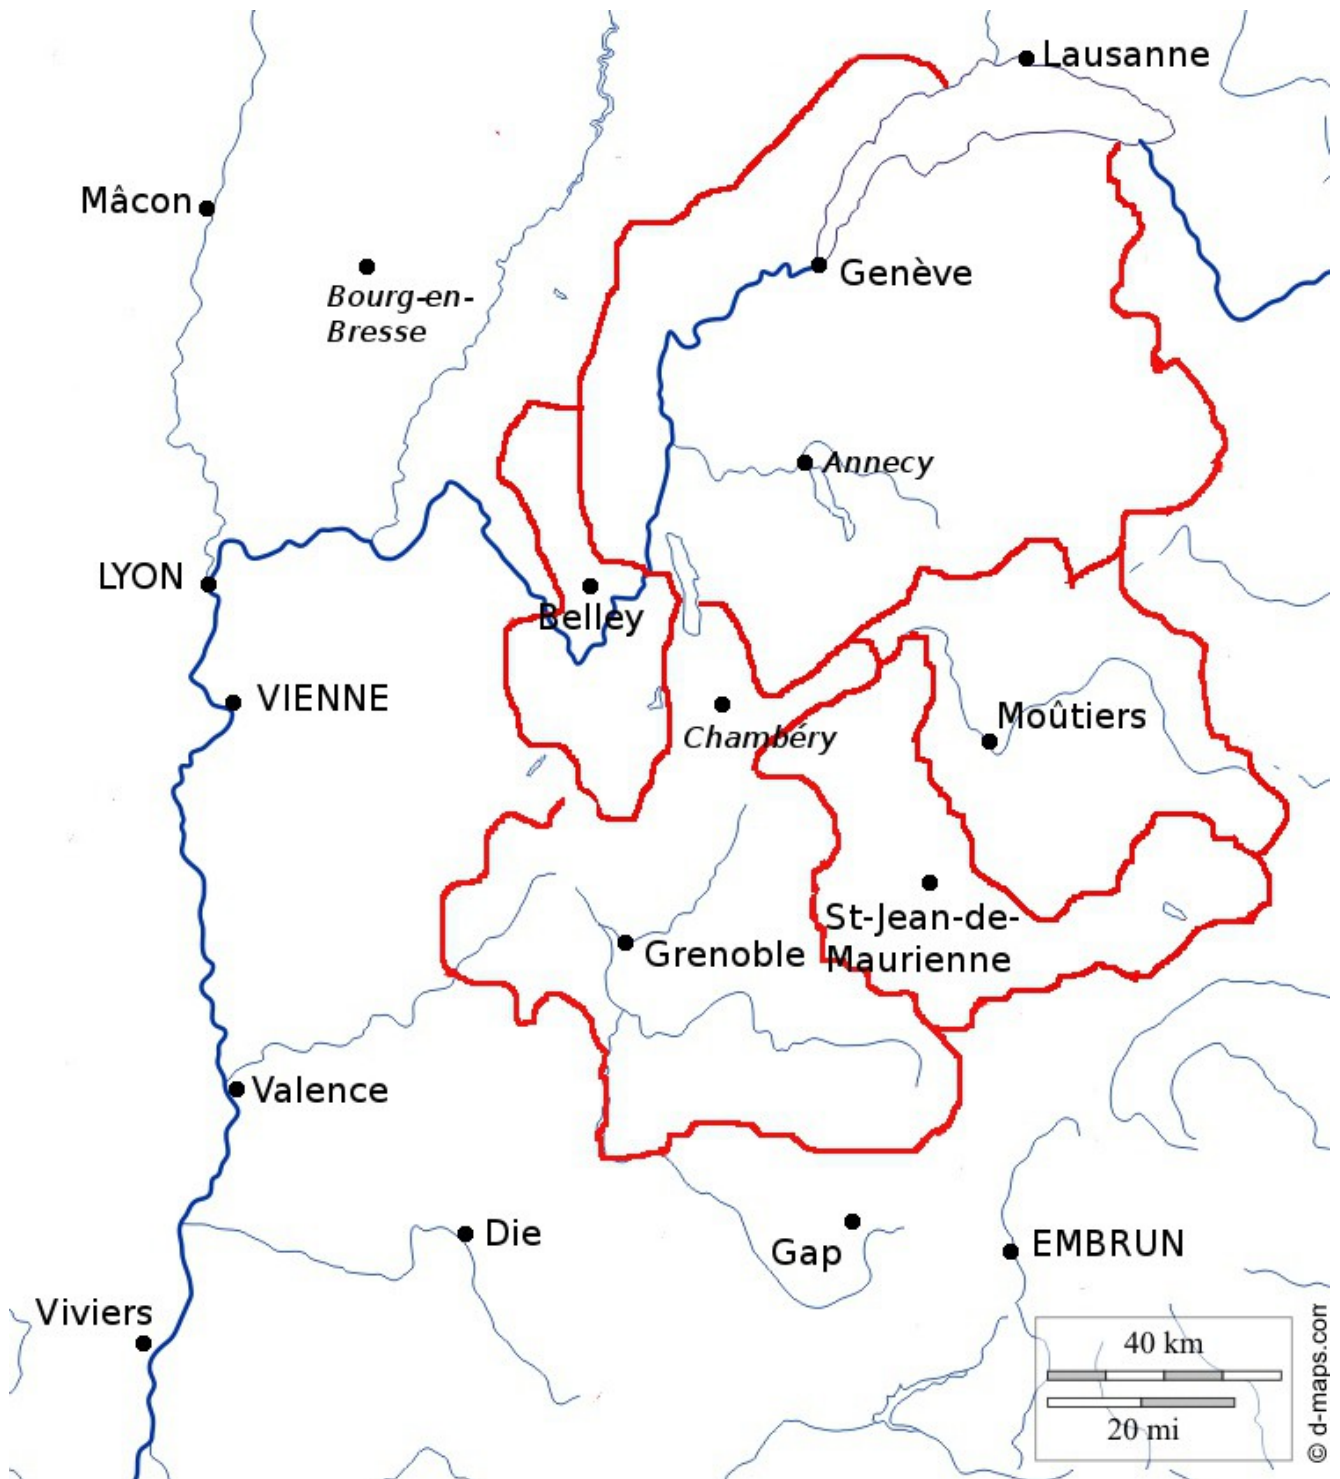 Lausanne
Mâcon
Genève
Bourg-en-
Bresse
Annecy
LYON
Belley
VIENNE
Moûtiers
Chambéry
St-Jean-de-
Maurienne
Grenoble
Valence
Die
EMBRUN
Gap
Viviers
40 km
20 mi
© d-maps.com